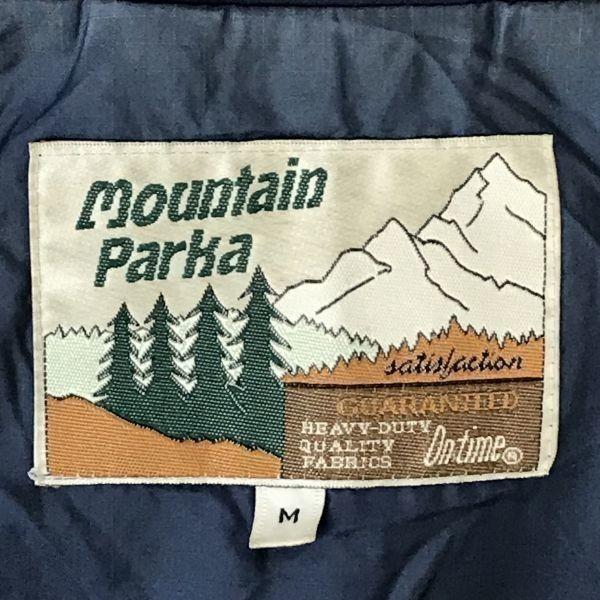 Mountain
Parka
satisfaction
GUARANTEED
HEAVY-DUTY
QUALITY
FABRICS
On-time®
M